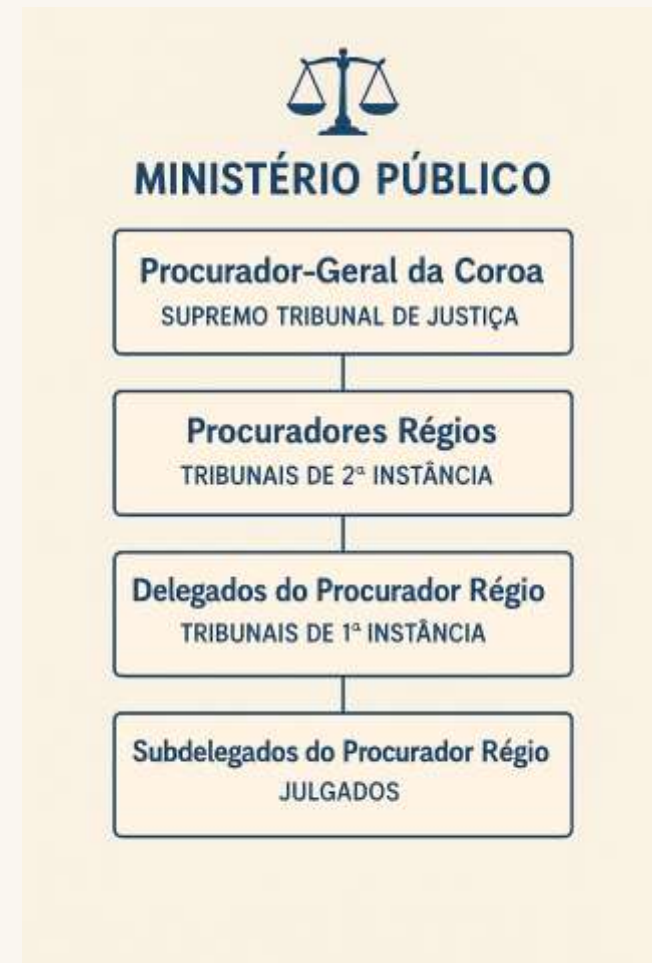 MINISTÉRIO PÚBLICO
Procurador-Geral da Coroa
SUPREMO TRIBUNAL DE JUSTIÇA
Procuradores Régios
TRIBUNAIS DE 2ª INSTÂNCIA
Delegados do Procurador Régio
TRIBUNAIS DE 1ª INSTÂNCIA
Subdelegados do Procurador Régio
JULGADOS